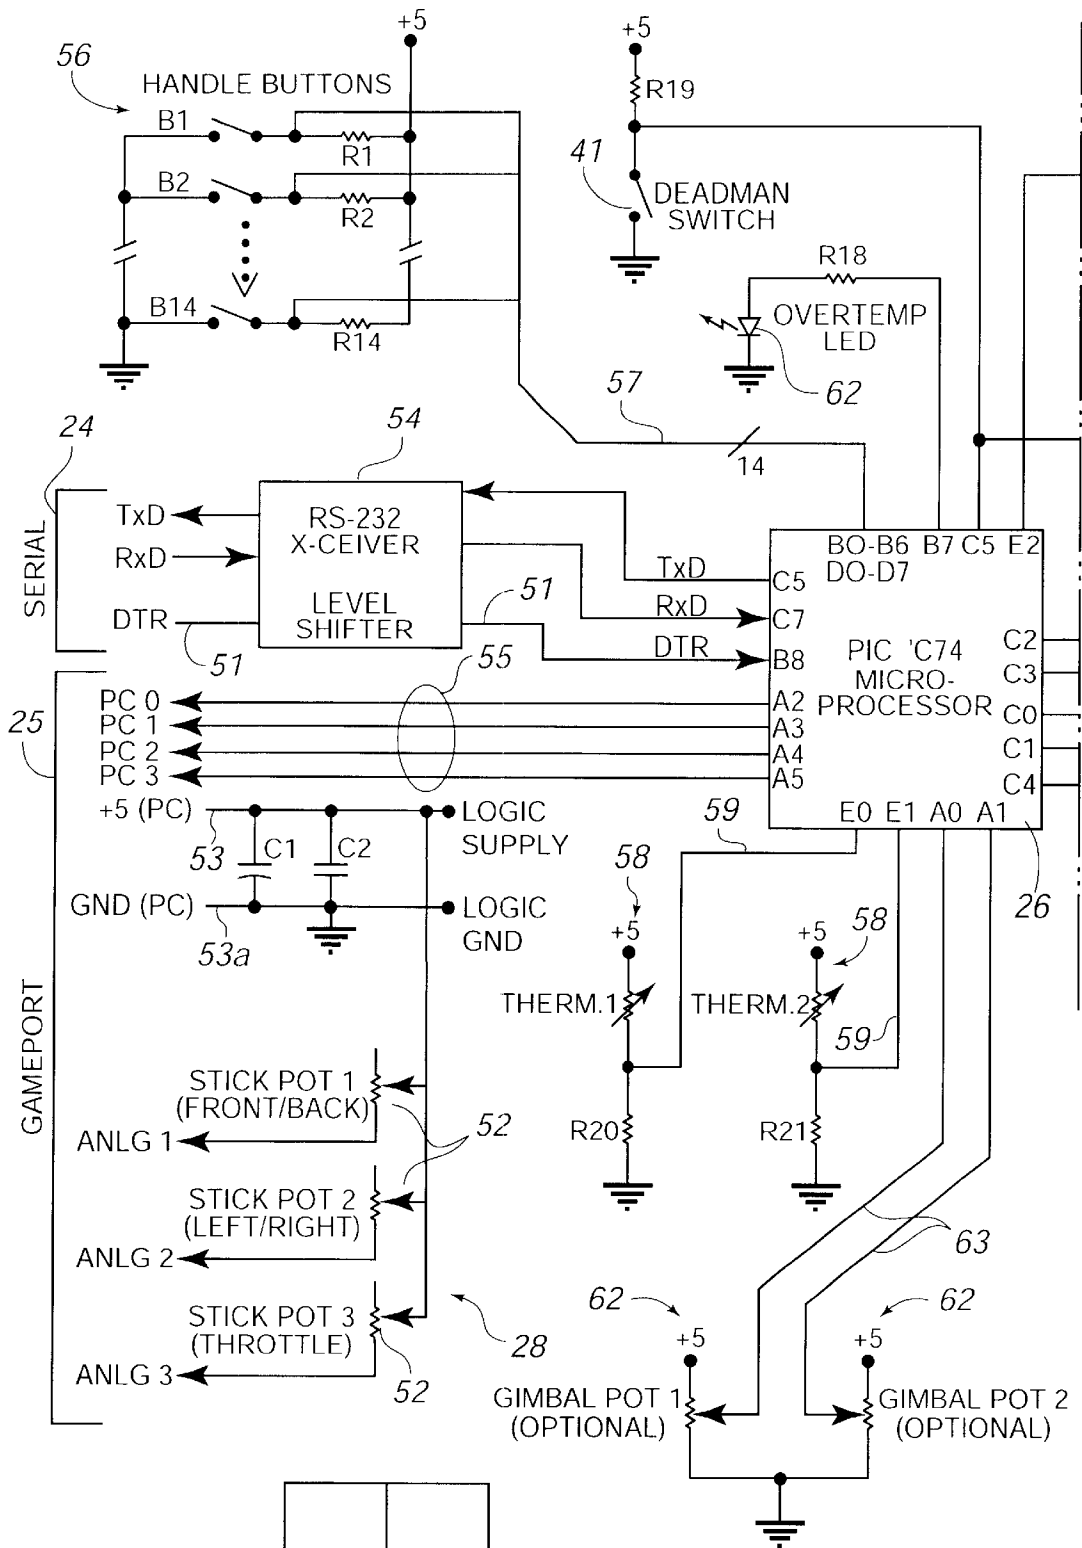 +5
+5
56
HANDLE BUTTONS
R19
B1
R1
41
B2
R2
DEADMAN
SWITCH
R18
B14
R14
OVERTEMP
LED
62
57
14
24
54
SERIAL
TxD
RxD
DTR
51
RS-232
X-CEIVER
LEVEL
SHIFTER
51
TxD
RxD
DTR
BO-B6
DO-D7
B7
C5
E2
C5
C7
B8
A2
A3
A4
A5
PIC 'C74
MICRO-
PROCESSOR
C2
C3
C0
C1
C4
E0
E1
A0
A1
26
55
25
GAMEPORT
PC 0
PC 1
PC 2
PC 3
+5 (PC)
53
C1
C2
LOGIC
SUPPLY
GND (PC)
53a
LOGIC
GND
59
58
+5
THERM.1
R20
58
+5
THERM.2
59
R21
STICK POT 1
(FRONT/BACK)
ANLG 1
52
STICK POT 2
(LEFT/RIGHT)
ANLG 2
STICK POT 3
(THROTTLE)
52
ANLG 3
28
63
62
+5
GIMBAL POT 1
(OPTIONAL)
62
+5
GIMBAL POT 2
(OPTIONAL)